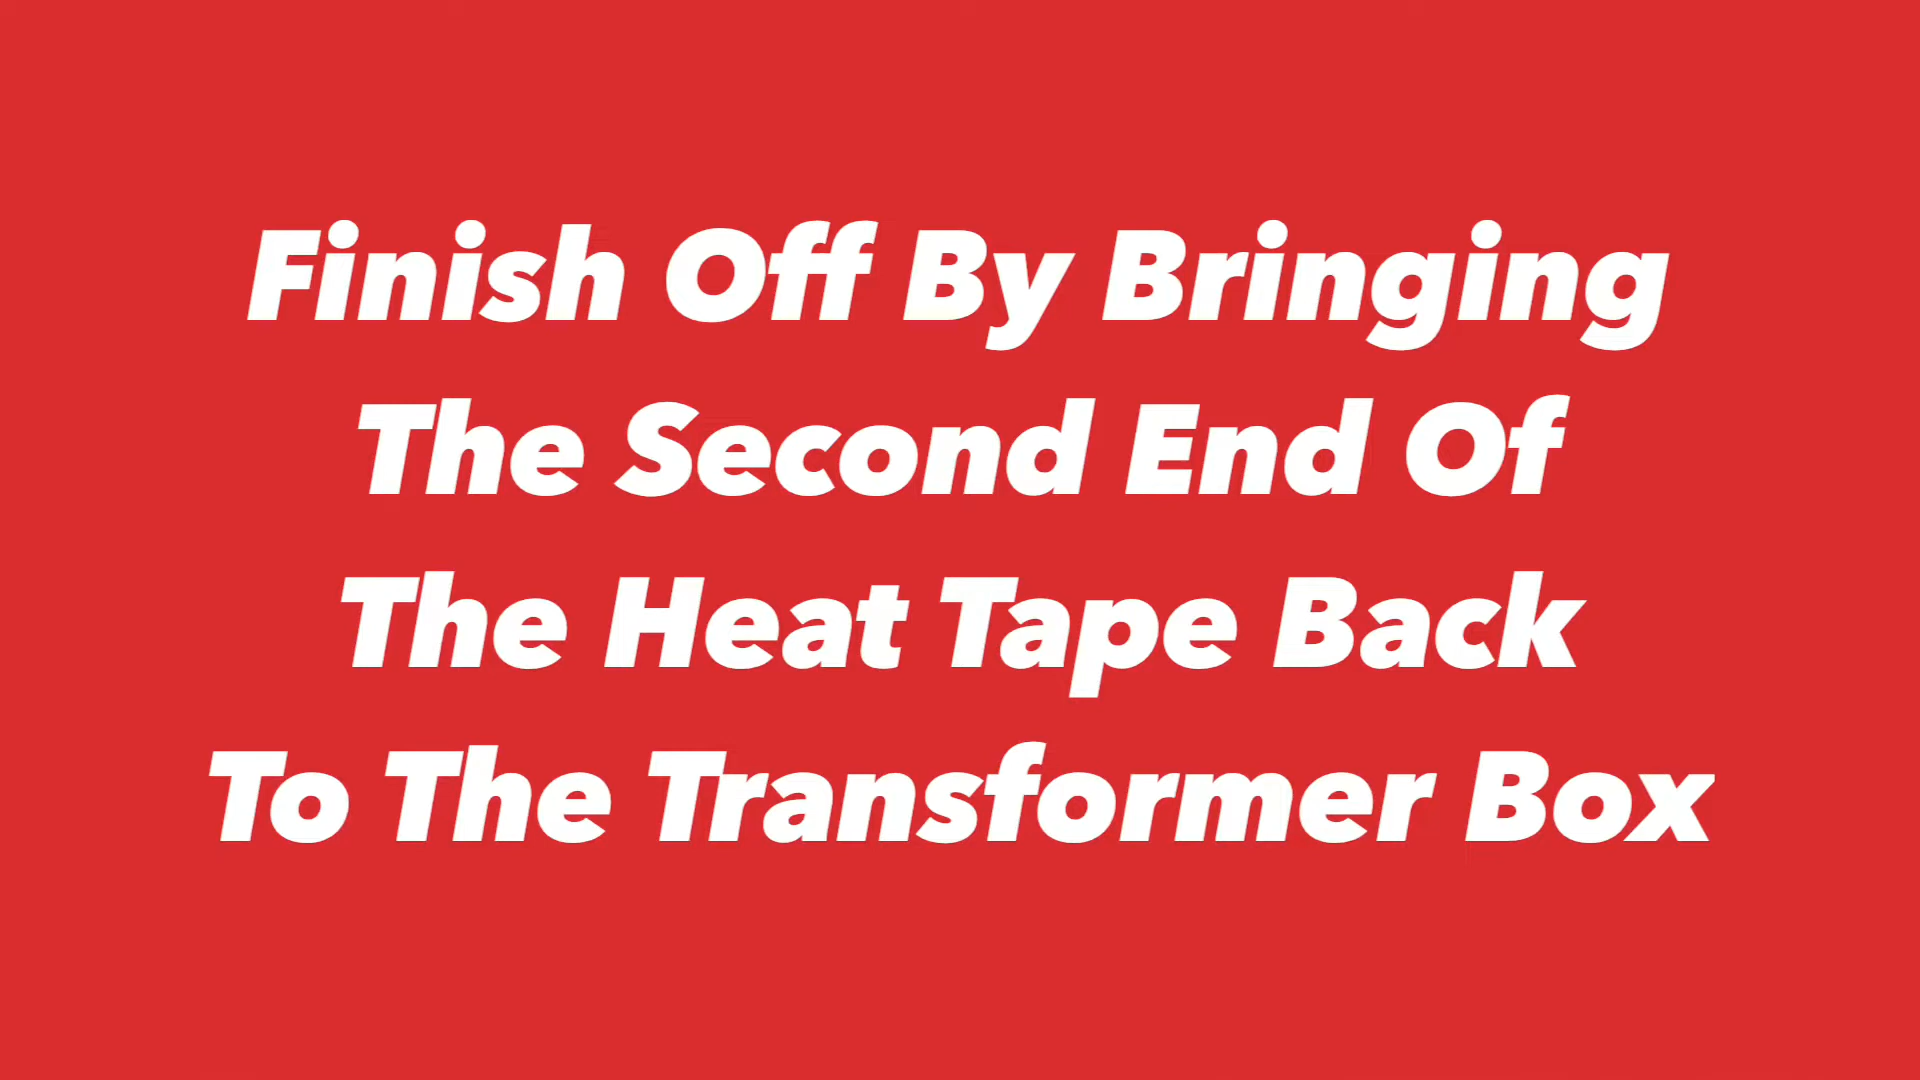 Finish Off By Bringing
The Second End Of
The Heat Tape Back
To The Transformer Box